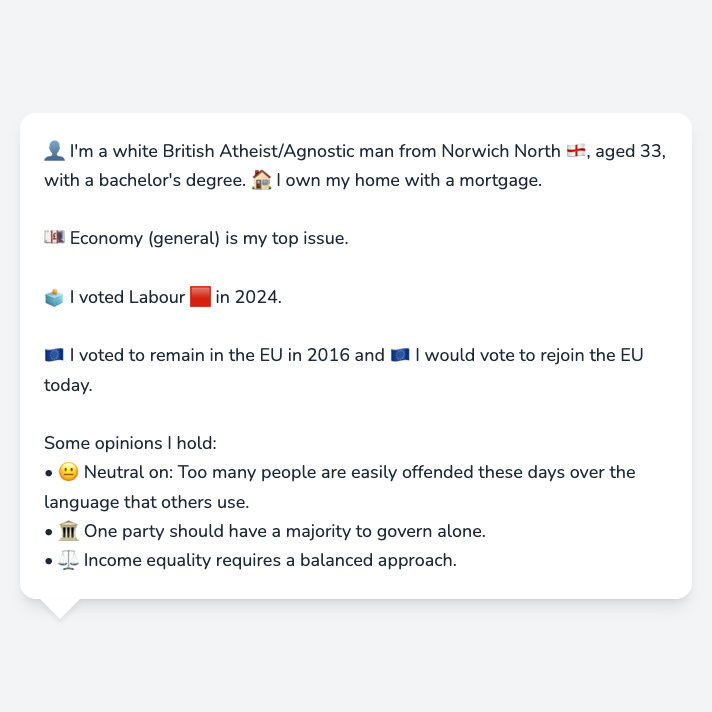 👤 I'm a white British Atheist/Agnostic man from Norwich North 🏴󠁧󠁢󠁥󠁮󠁧󠁿, aged 33,
with a bachelor's degree. 🏠 I own my home with a mortgage.
💷 Economy (general) is my top issue.
🗳️ I voted Labour 🟥 in 2024.
🇪🇺 I voted to remain in the EU in 2016 and 🇪🇺 I would vote to rejoin the EU
today.
Some opinions I hold:
• 😐 Neutral on: Too many people are easily offended these days over the
language that others use.
• 🏛️ One party should have a majority to govern alone.
• ⚖️ Income equality requires a balanced approach.